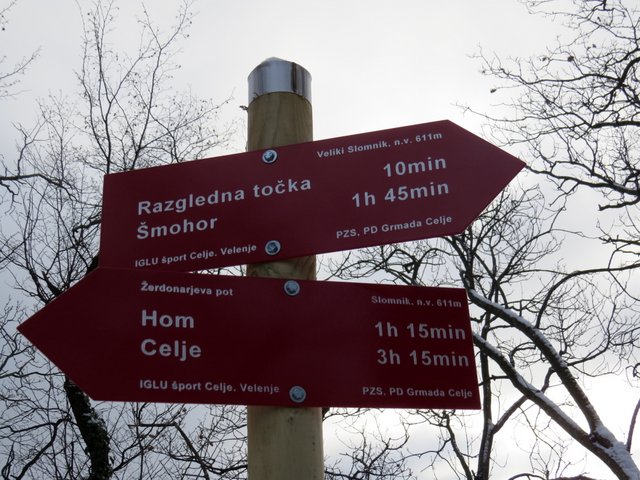 Veliki Slomnik, n.v. 611m
Razgledna točka 10min
Šmohor 1h 45min
IGLU šport Celje, Velenje PZS, PD Grmada Celje
Žerdonarjeva pot Slomnik, n.v. 611m
Hom 1h 15min
Celje 3h 15min
IGLU šport Celje, Velenje PZS, PD Grmada Celje